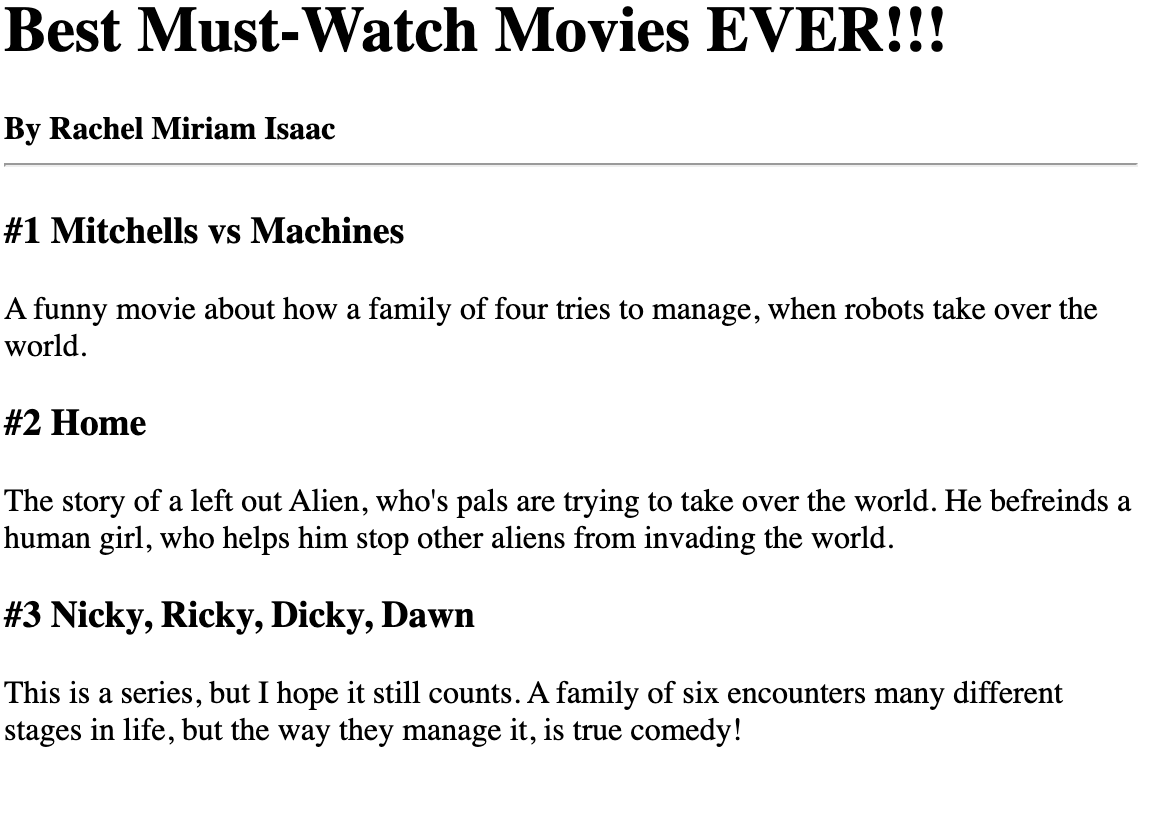 Best Must-Watch Movies EVER!!!
By Rachel Miriam Isaac
#1 Mitchells vs Machines
A funny movie about how a family of four tries to manage, when robots take over the
world.
#2 Home
The story of a left out Alien, who's pals are trying to take over the world. He befreinds a
human girl, who helps him stop other aliens from invading the world.
#3 Nicky, Ricky, Dicky, Dawn
This is a series, but I hope it still counts. A family of six encounters many different
stages in life, but the way they manage it, is true comedy!